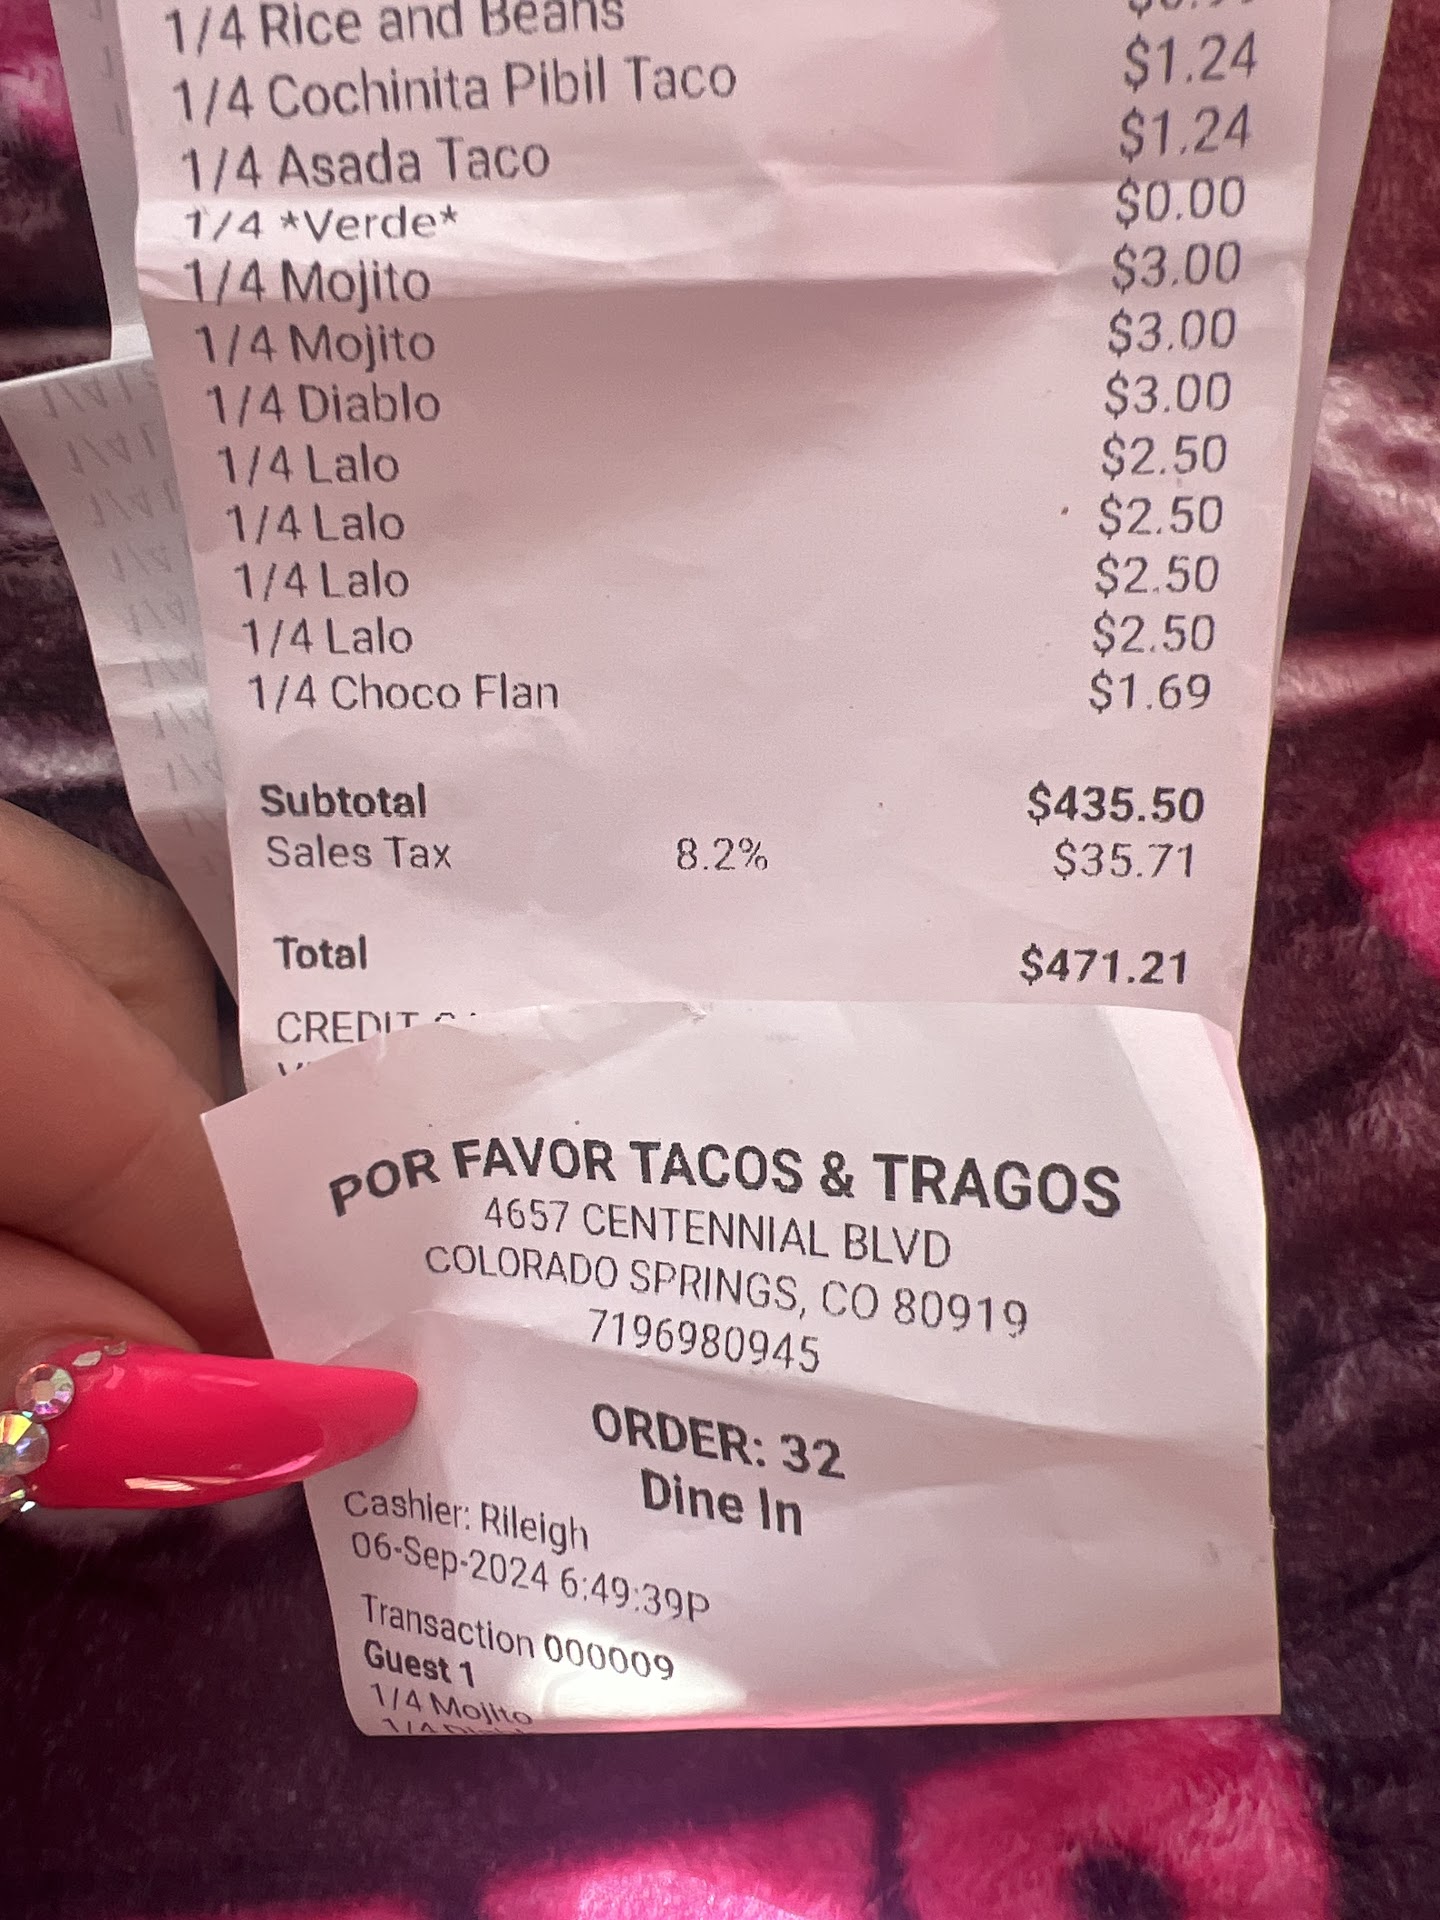 1/4 Rice and Beans
1/4 Cochinita Pibil Taco $1.24
1/4 Asada Taco $1.24
1/4 *Verde* $0.00
1/4 Mojito $3.00
1/4 Mojito $3.00
1/4 Diablo $3.00
1/4 Lalo $2.50
1/4 Lalo $2.50
1/4 Lalo $2.50
1/4 Lalo $2.50
1/4 Choco Flan $1.69
Subtotal $435.50
Sales Tax 8.2% $35.71
Total $471.21
CREDIT
POR FAVOR TACOS & TRAGOS
4657 CENTENNIAL BLVD
COLORADO SPRINGS, CO 80919
7196980945
ORDER: 32
Dine In
Cashier: Rileigh
06-Sep-2024 6:49:39P
Transaction 000009
Guest 1
1/4 Mojito